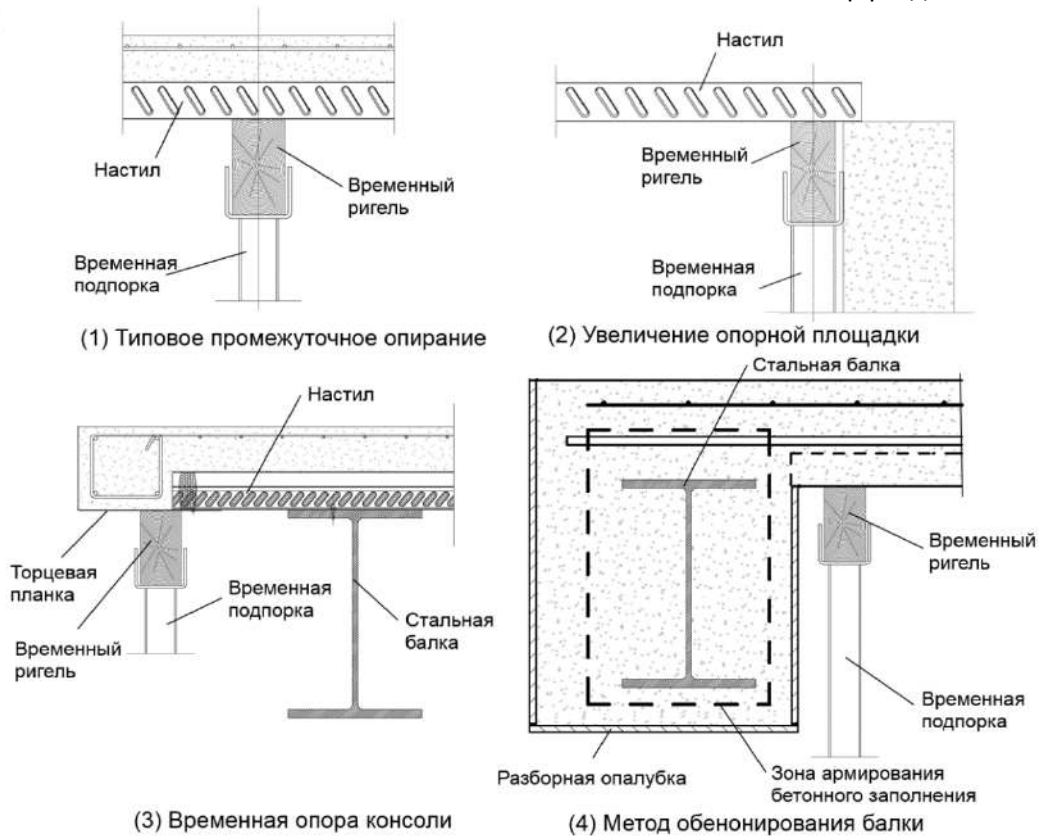 Настил
Временный
ригель
Временная
подпорка
(1) Типовое промежуточное опирание
Настил
Временный
ригель
Временная
подпорка
(2) Увеличение опорной площадки
Настил
Торцевая
планка
Временный
ригель
Временная
подпорка
Стальная
балка
(3) Временная опора консоли
Стальная балка
Временный
ригель
Временная
подпорка
Разборная опалубка
Зона армирования
бетонного заполнения
(4) Метод обенонирования балки